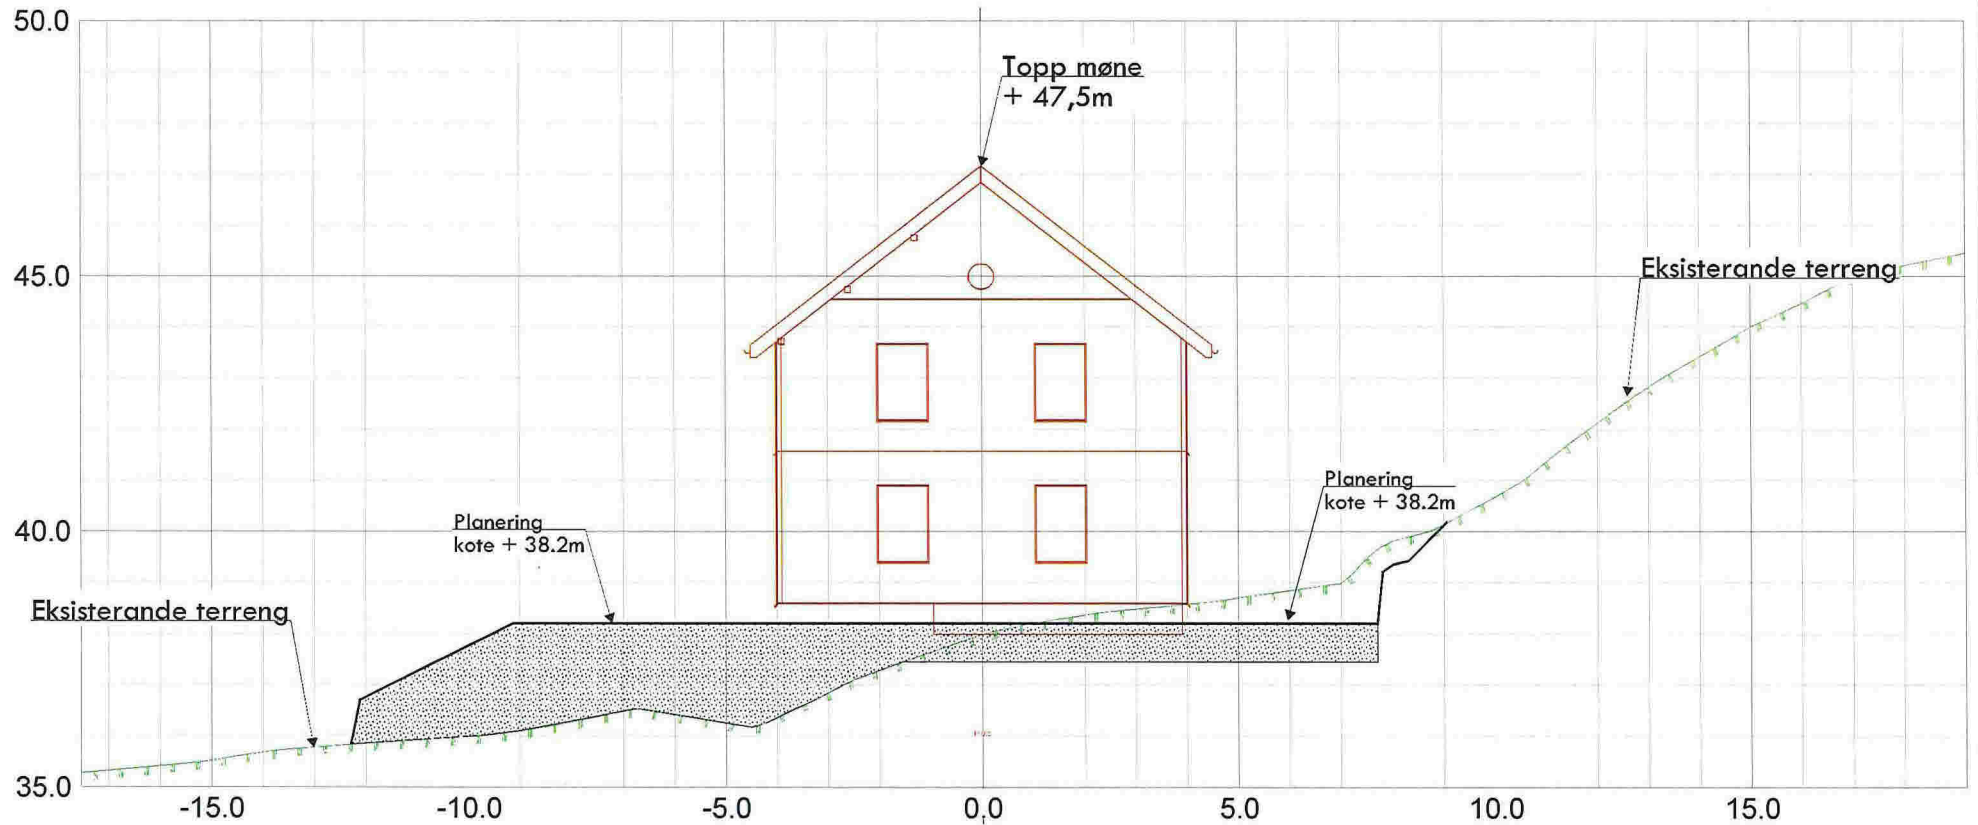 50.0
Topp møne
+ 47,5m
45.0
Eksisterande terreng
Planering
kote + 38.2m
40.0
Planering
kote + 38.2m
Eksisterande terreng
35.0
-15.0
-10.0
-5.0
0,0
5.0
10.0
15.0